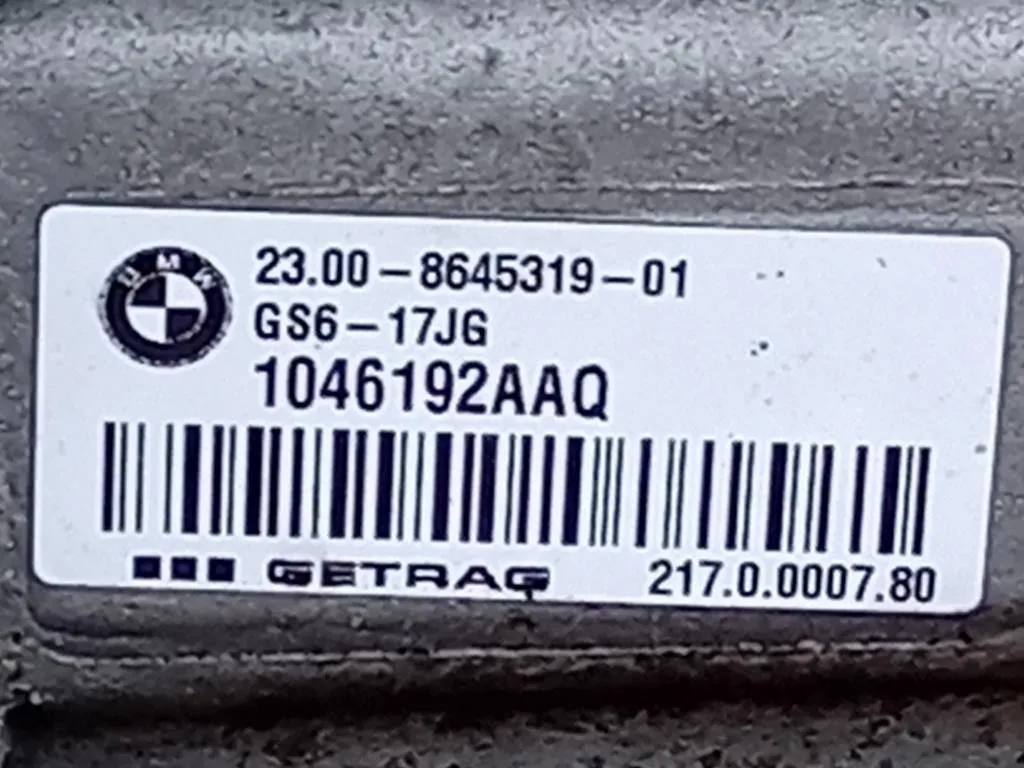 BMW
23.00-8645319-01
GS6-17JG
1046192AAQ
GETRAG
217.0.0007.80